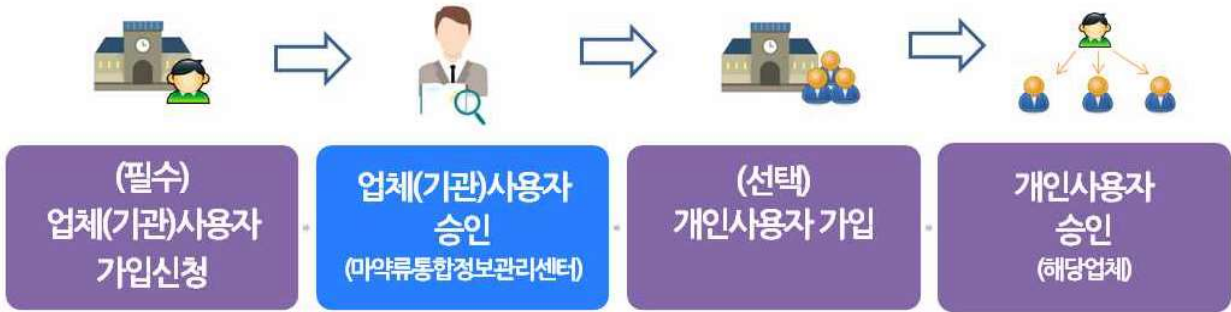 (필수)
업체(기관)사용자
가입신청
업체(기관)사용자
승인
(마약류통합정보관리센터)
(선택)
개인사용자 가입
개인사용자
승인
(해당업체)